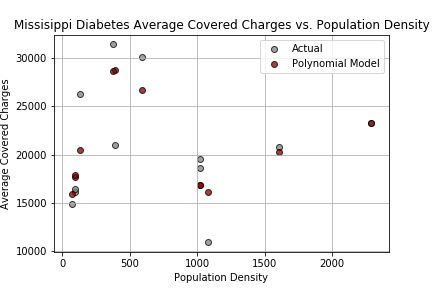 Missisippi Diabetes Average Covered Charges vs. Population Density
Actual
Polynomial Model
Average Covered Charges
30000
25000
20000
15000
10000
0
500
1000
1500
2000
Population Density